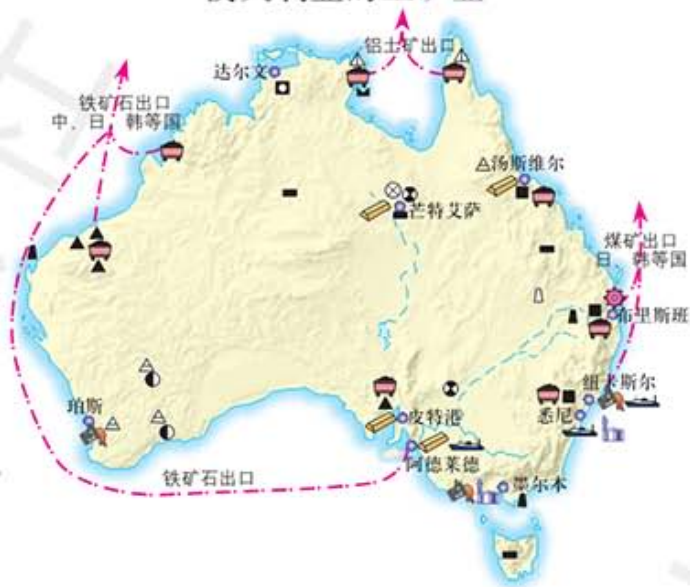 铝土矿出口
达尔文
铁矿石出口
中、日、韩等国
汤斯维尔
芒特艾萨
煤矿出口
日、韩等国
布里斯班
纽卡斯尔
悉尼
珀斯
皮特港
阿德莱德
铁矿石出口
墨尔本